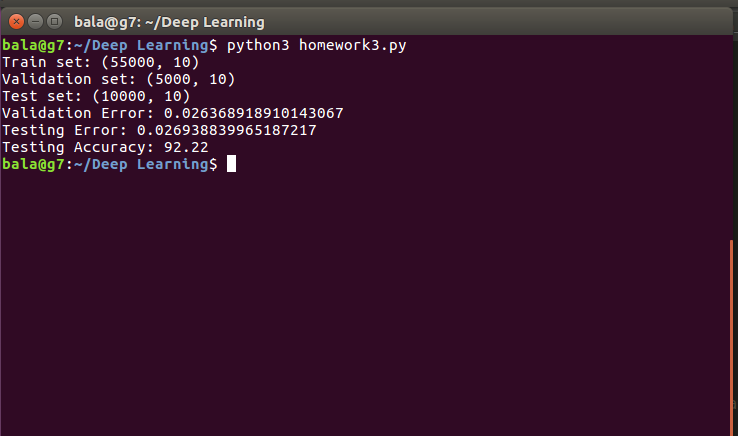 bala@g7: ~/Deep Learning
bala@g7:~/Deep Learning$ python3 homework3.py
Train set: (55000, 10)
Validation set: (5000, 10)
Test set: (10000, 10)
Validation Error: 0.026368918910143067
Testing Error: 0.026938839965187217
Testing Accuracy: 92.22
bala@g7:~/Deep Learning$